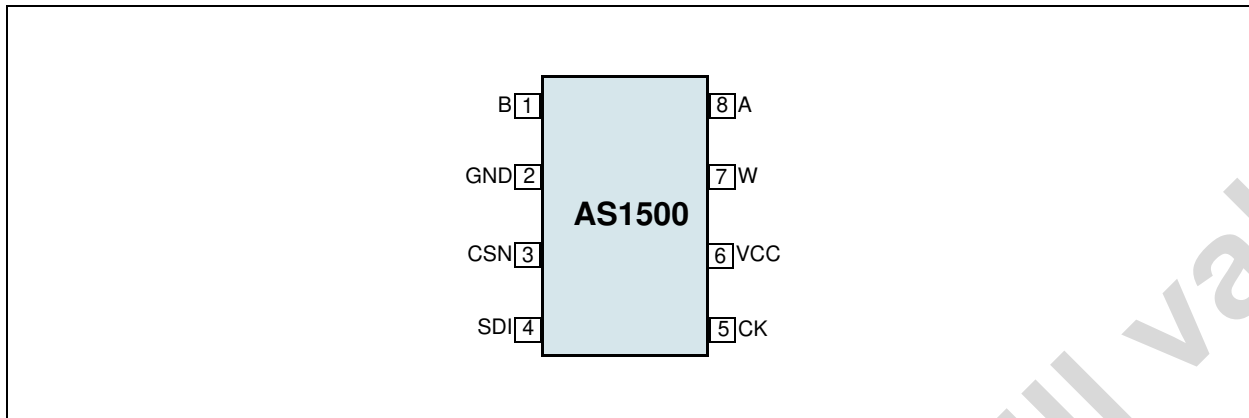 B 1 8 A
GND 2 7 W
AS1500
CSN 3 6 VCC
SDI 4 5 CK